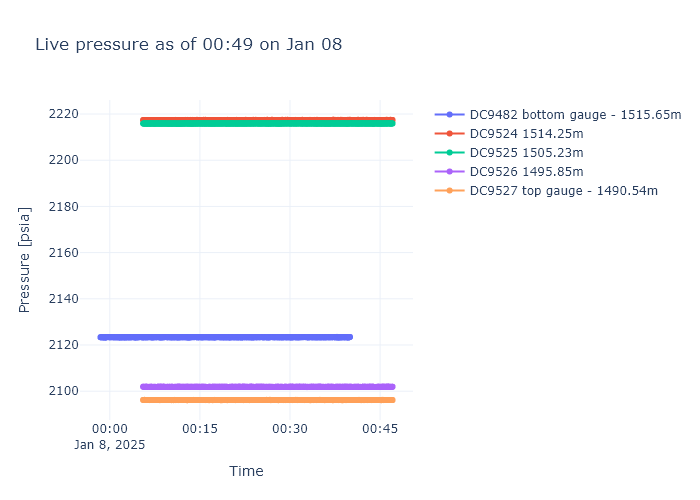 Live pressure as of 00:49 on Jan 08
Pressure [psia]
2220
2200
2180
2160
2140
2120
2100
00:00
Jan 8, 2025
00:15
00:30
00:45
Time
DC9482 bottom gauge - 1515.65m
DC9524 1514.25m
DC9525 1505.23m
DC9526 1495.85m
DC9527 top gauge - 1490.54m